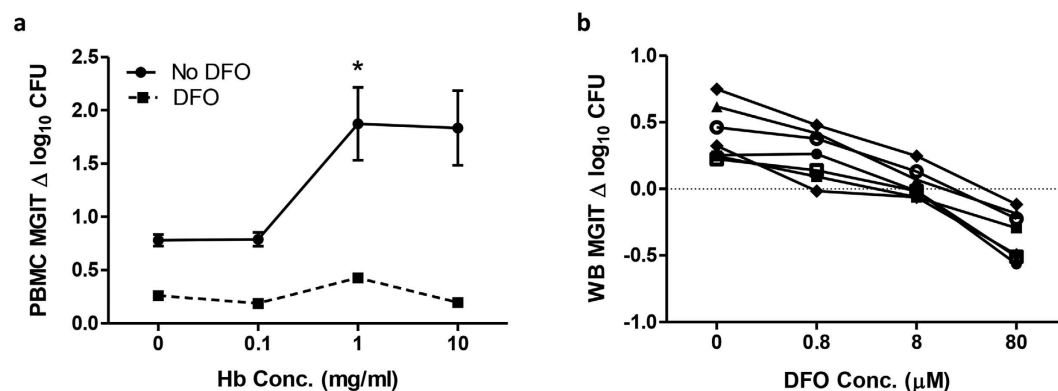 a
PBMC MGIT Δ log10 CFU
2.5
2.0
1.5
1.0
0.5
0.0
No DFO
DFO
*
0 0.1 1 10
Hb Conc. (mg/ml)
b
WB MGIT Δ log10 CFU
1.0
0.5
0.0
-0.5
-1.0
0 0.8 8 80
DFO Conc. (μM)